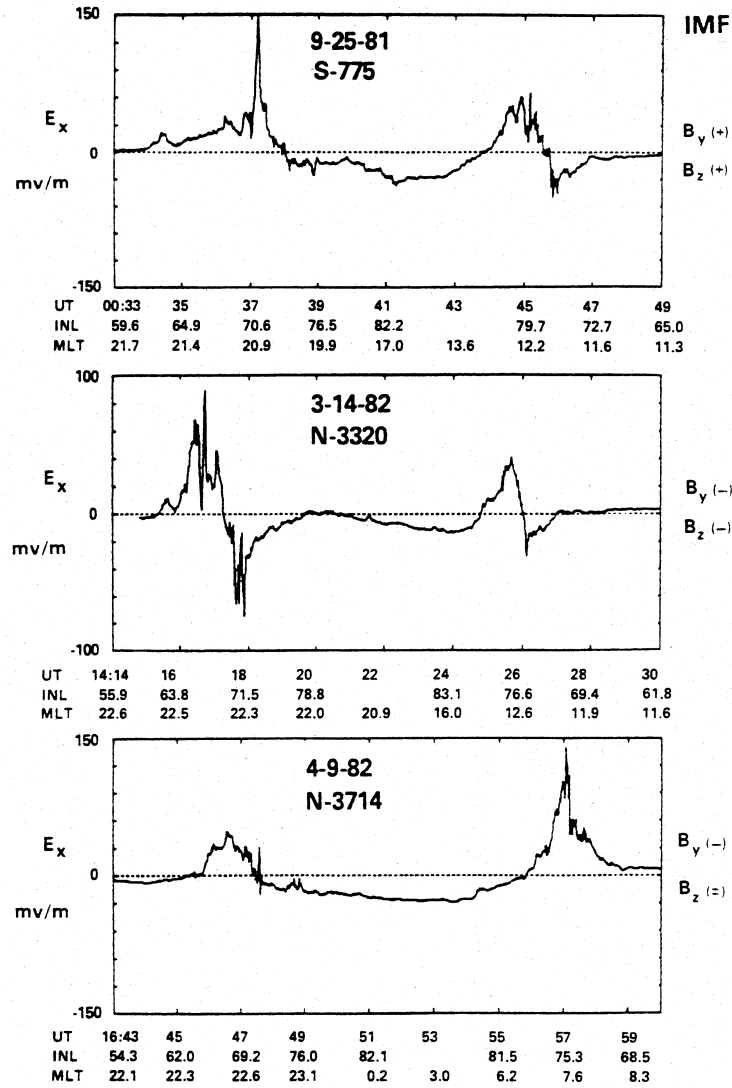 150
IMF
9-25-81
S-775
E x
B y (+)
0
B z (+)
mv/m
-150
UT 00:33 35 37 39 41 43 45 47 49
INL 59.6 64.9 70.6 76.5 82.2 79.7 72.7 65.0
MLT 21.7 21.4 20.9 19.9 17.0 13.6 12.2 11.6 11.3
100
3-14-82
N-3320
E x
B y (−)
0
B z (−)
mv/m
-100
UT 14:14 16 18 20 22 24 26 28 30
INL 55.9 63.8 71.5 78.8 83.1 76.6 69.4 61.8
MLT 22.6 22.5 22.3 22.0 20.9 16.0 12.6 11.9 11.6
150
4-9-82
N-3714
E x
B y (−)
0
B z (±)
mv/m
-150
UT 16:43 45 47 49 51 53 55 57 59
INL 54.3 62.0 69.2 76.0 82.1 81.5 75.3 68.5
MLT 22.1 22.3 22.6 23.1 0.2 3.0 6.2 7.6 8.3